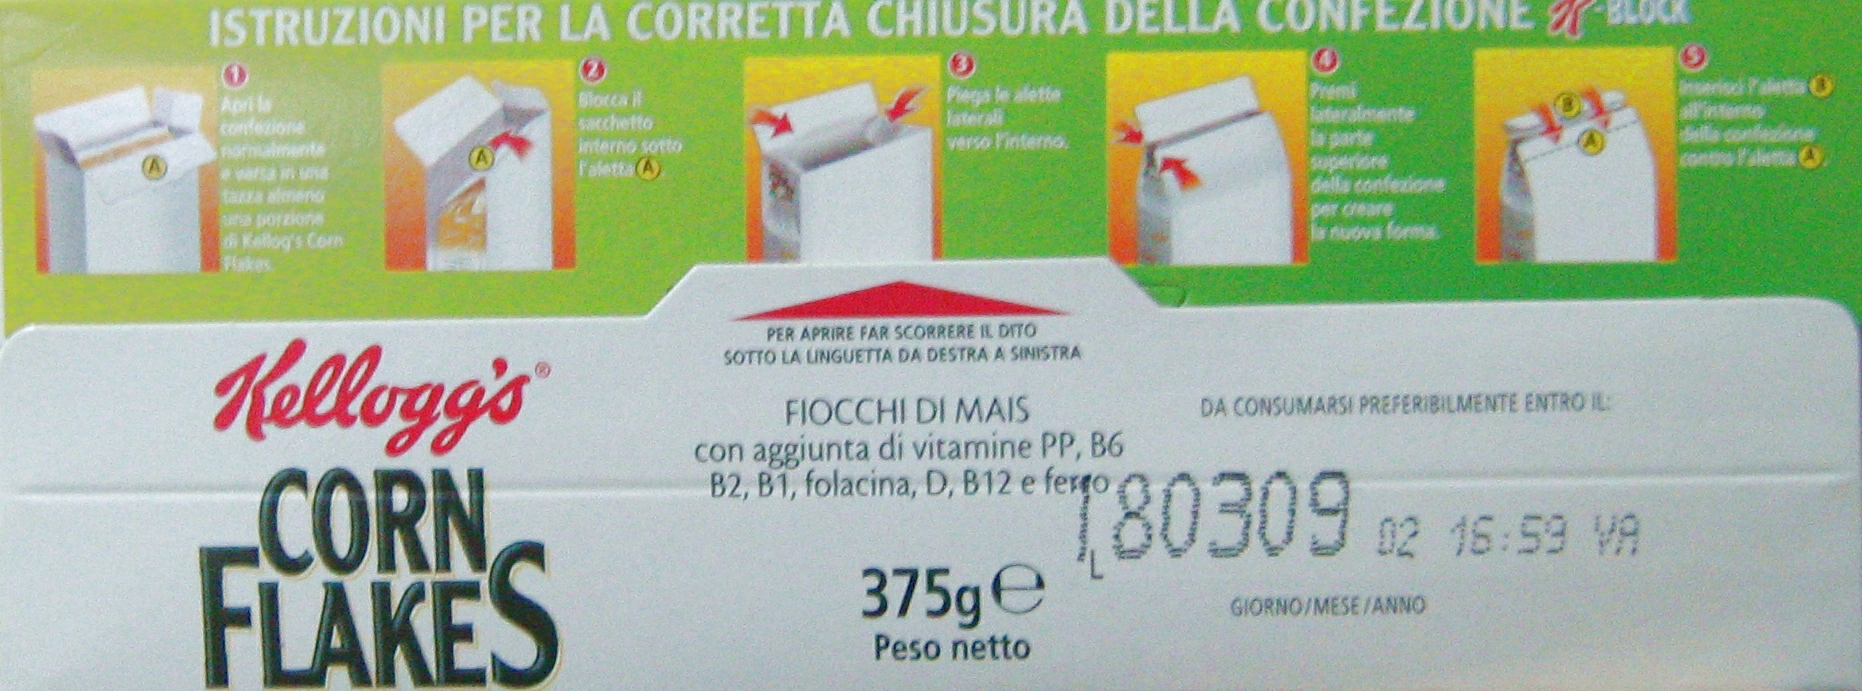 ISTRUZIONI PER LA CORRETTA CHIUSURA DELLA CONFEZIONE K-BLOCK
1
Apri la
confezione
normalmente
e versa in una
tazza almeno
una porzione
di Kellog's Corn
Flakes.
A
2
Blocca il
sacchetto
interno sotto
l'aletta A
A
3
Piega le alette
laterali
verso l'interno.
4
Premi
lateralmente
la parte
superiore
della confezione
per creare
la nuova forma.
5
Inserisci l'aletta B
all'interno
della confezione
contro l'aletta A.
B
A
PER APRIRE FAR SCORRERE IL DITO
SOTTO LA LINGUETTA DA DESTRA A SINISTRA
Kellogg's®
CORN
FLAKES
FIOCCHI DI MAIS
con aggiunta di vitamine PP, B6
B2, B1, folacina, D, B12 e ferro
375g e
Peso netto
DA CONSUMARSI PREFERIBILMENTE ENTRO IL:
180309 02 16:59 VA
L
GIORNO/MESE/ANNO